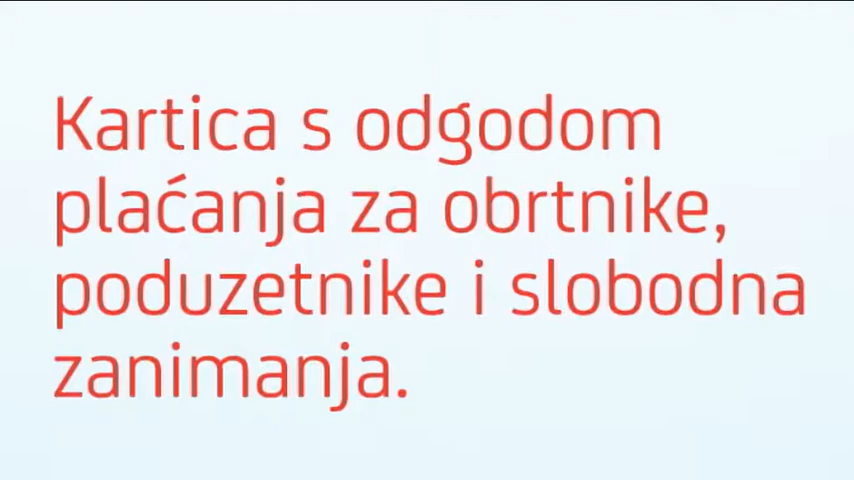 Kartica s odgodom
plaćanja za obrtnike,
poduzetnike i slobodna
zanimanja.